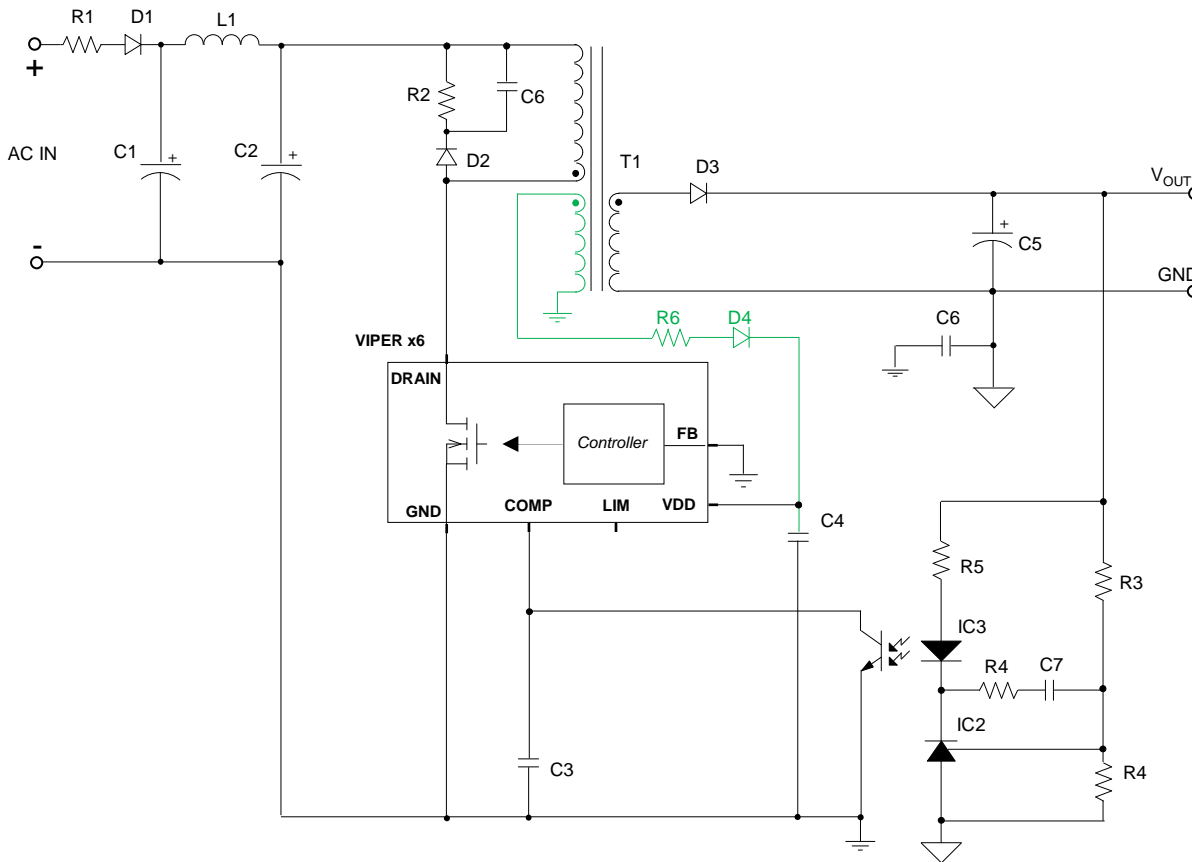 R1
D1
L1
+
AC IN
-
C1
+
C2
+
R2
C6
D2
T1
D3
V_OUT
+
C5
GND
C6
R6
D4
VIPER x6
DRAIN
Controller
FB
GND
COMP
LIM
VDD
C4
R5
R3
IC3
R4
C7
IC2
R4
C3